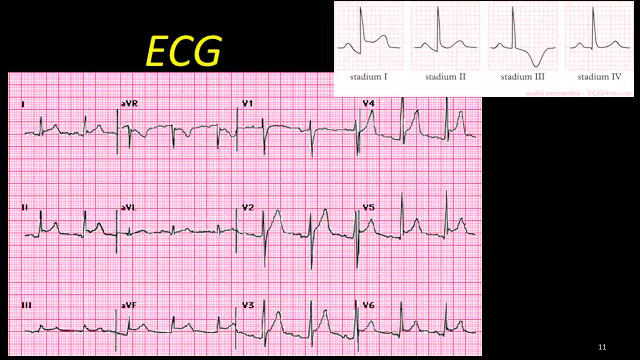 ECG
stadium I stadium II stadium III stadium IV
I aVR V1 V4
II aVL V2 V5
III aVF V3 V6
11